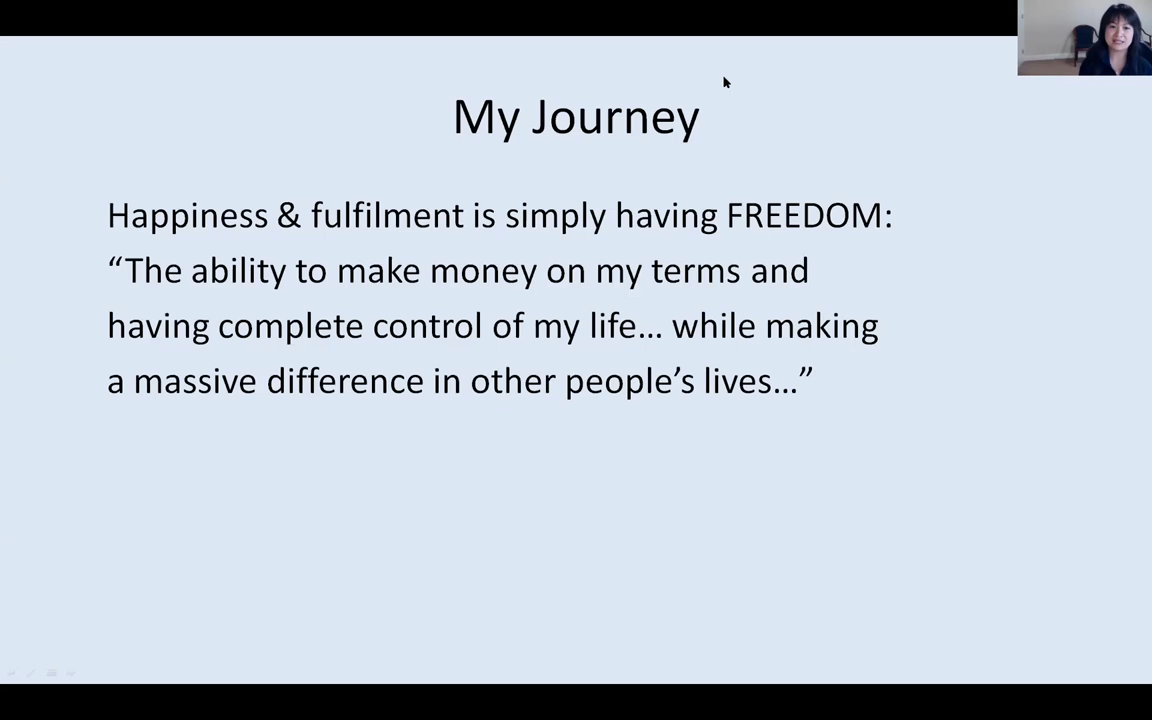 My Journey
Happiness & fulfilment is simply having FREEDOM:
“The ability to make money on my terms and
having complete control of my life... while making
a massive difference in other people’s lives...”